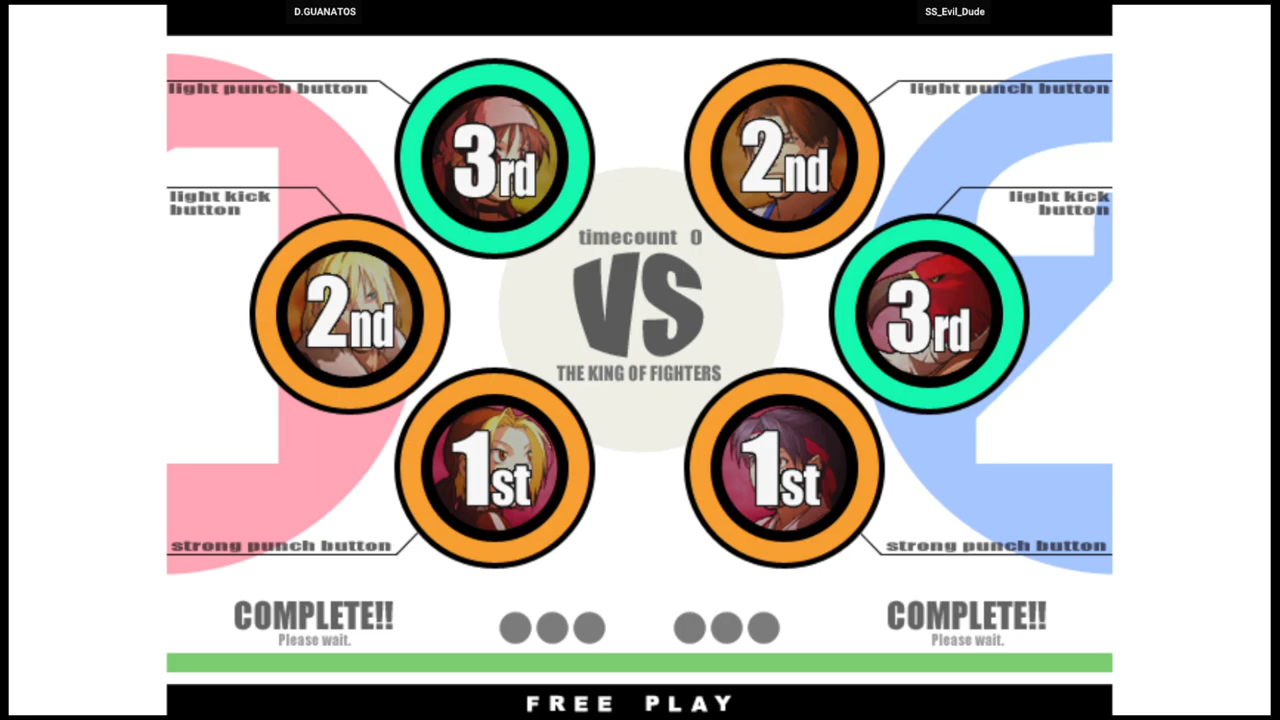 D.GUANATOS
SS_Evil_Dude
light punch button
light punch button
3rd
2nd
light kick
button
light kick
button
timecount 0
VS
2nd
3rd
THE KING OF FIGHTERS
1st
1st
strong punch button
strong punch button
COMPLETE!!
Please wait.
COMPLETE!!
Please wait.
FREE PLAY